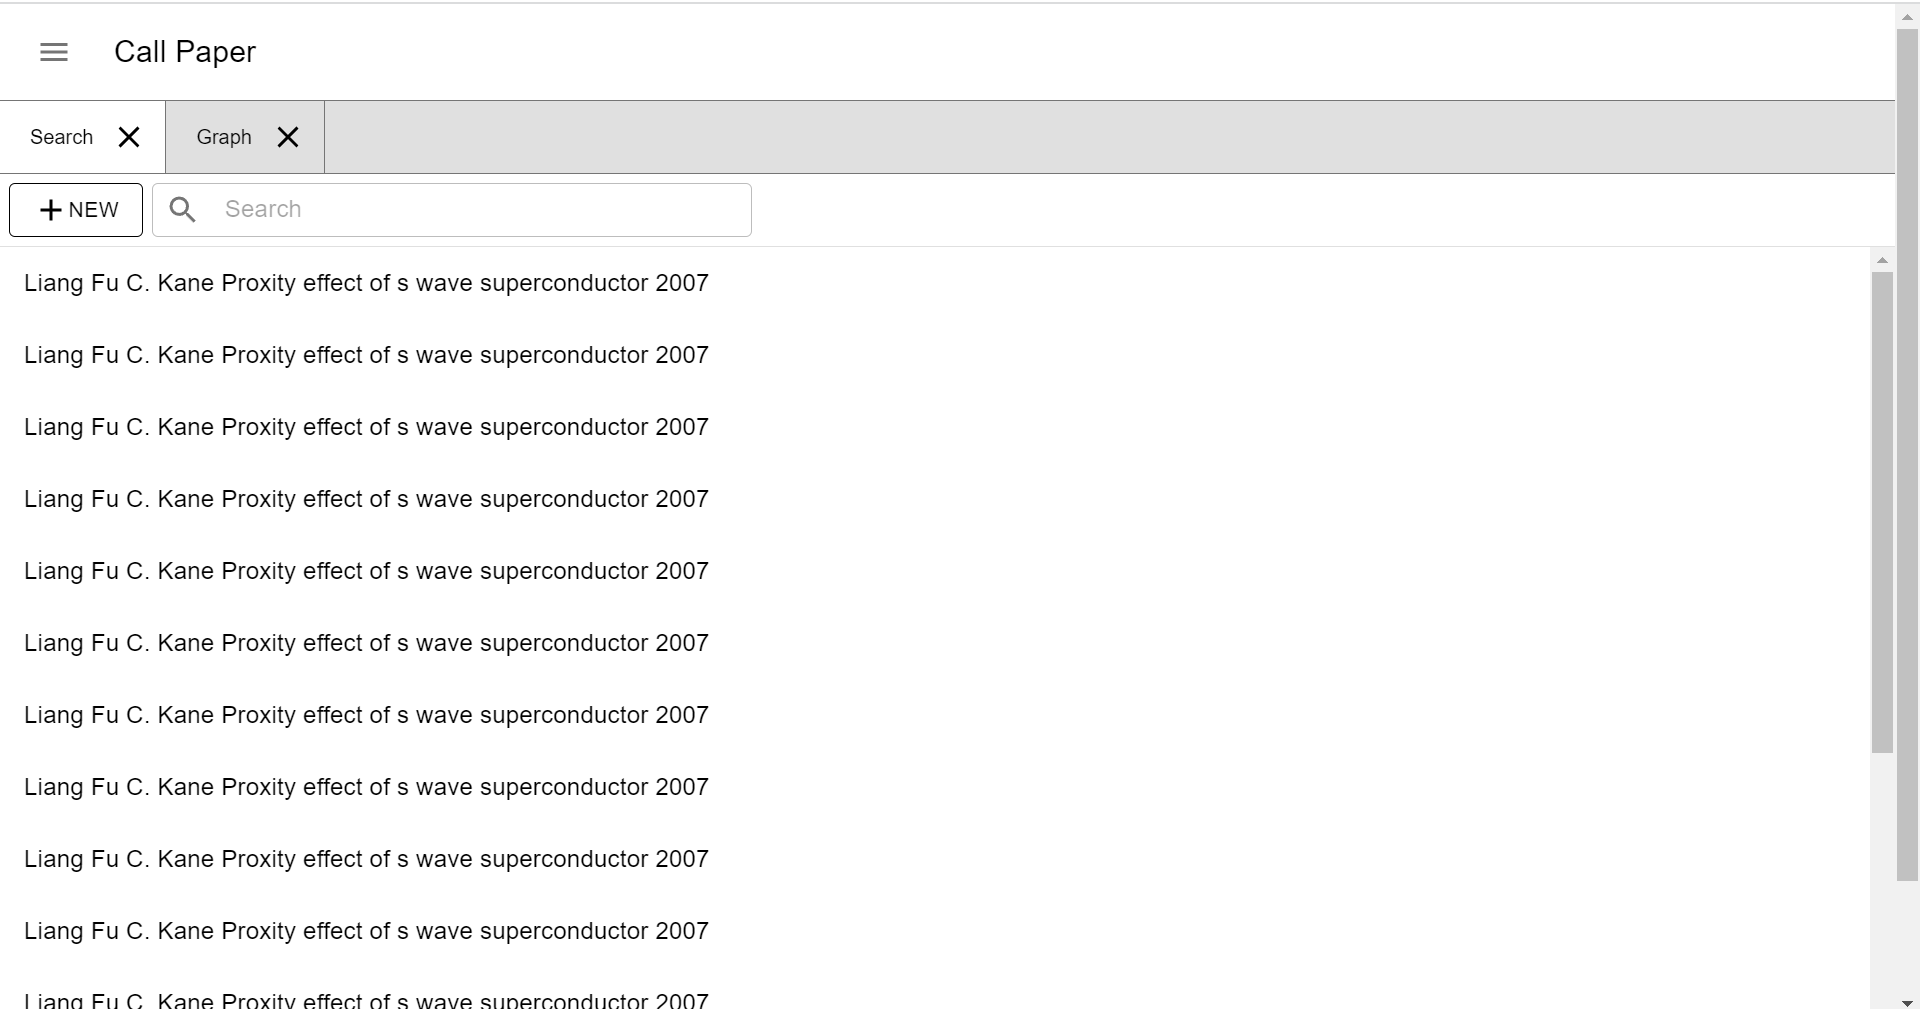 Call Paper
Search
Graph
NEW
Search
Liang Fu C. Kane Proxity effect of s wave superconductor 2007
Liang Fu C. Kane Proxity effect of s wave superconductor 2007
Liang Fu C. Kane Proxity effect of s wave superconductor 2007
Liang Fu C. Kane Proxity effect of s wave superconductor 2007
Liang Fu C. Kane Proxity effect of s wave superconductor 2007
Liang Fu C. Kane Proxity effect of s wave superconductor 2007
Liang Fu C. Kane Proxity effect of s wave superconductor 2007
Liang Fu C. Kane Proxity effect of s wave superconductor 2007
Liang Fu C. Kane Proxity effect of s wave superconductor 2007
Liang Fu C. Kane Proxity effect of s wave superconductor 2007
Liang Fu C. Kane Proxity effect of s wave superconductor 2007